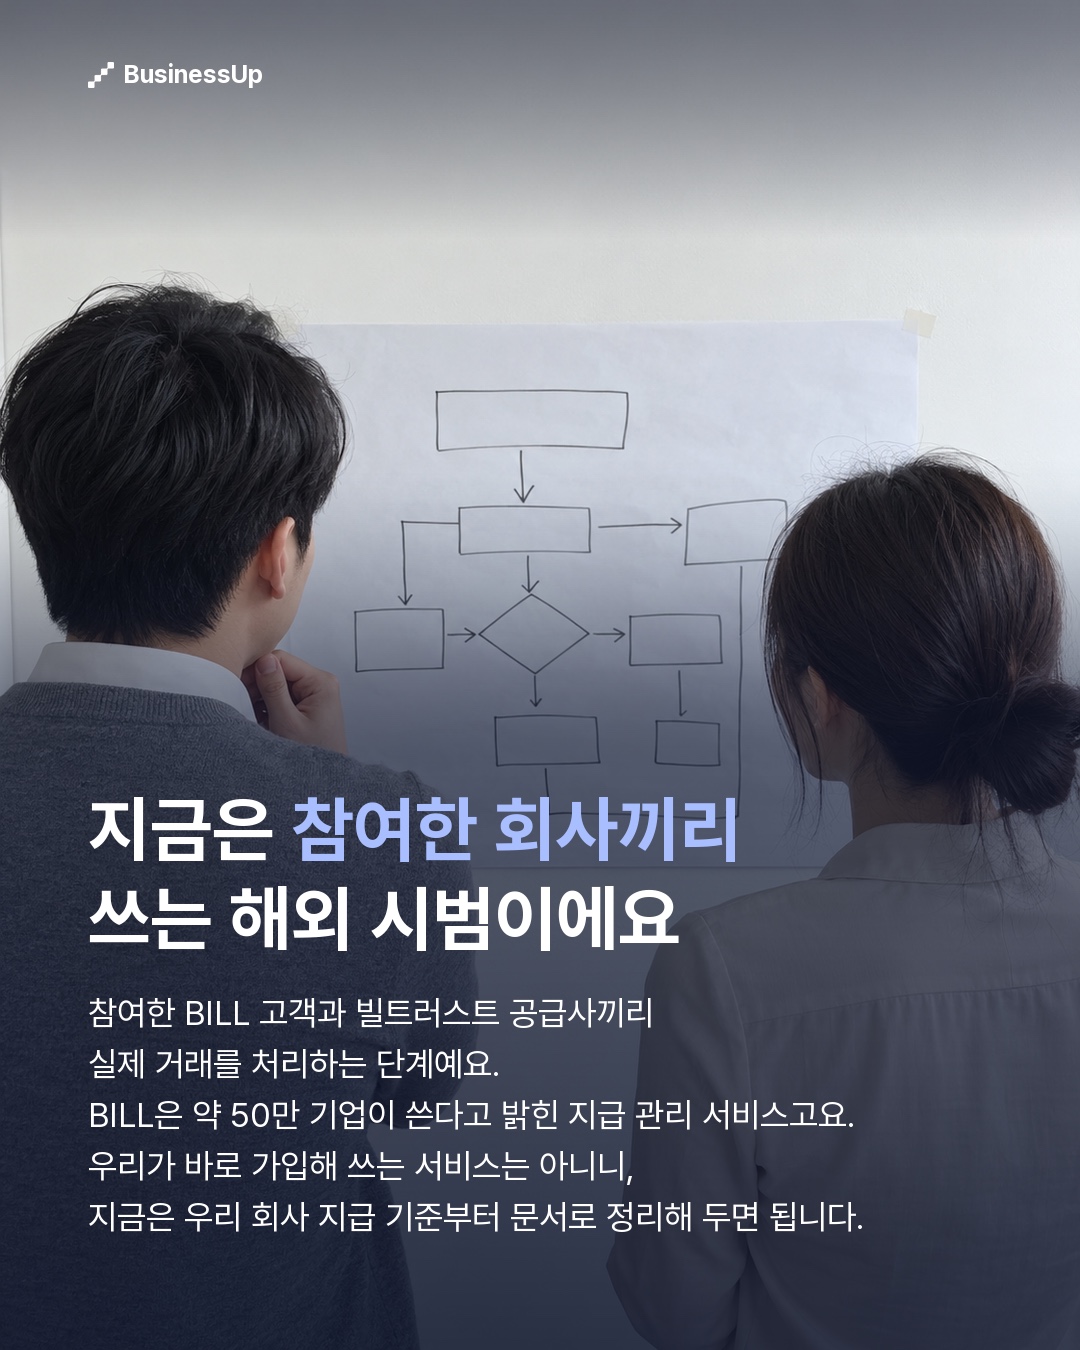 BusinessUp
지금은 참여한 회사끼리
쓰는 해외 시범이에요
참여한 BILL 고객과 빌트러스트 공급사끼리
실제 거래를 처리하는 단계예요.
BILL은 약 50만 기업이 쓴다고 밝힌 지급 관리 서비스고요.
우리가 바로 가입해 쓰는 서비스는 아니니,
지금은 우리 회사 지급 기준부터 문서로 정리해 두면 됩니다.